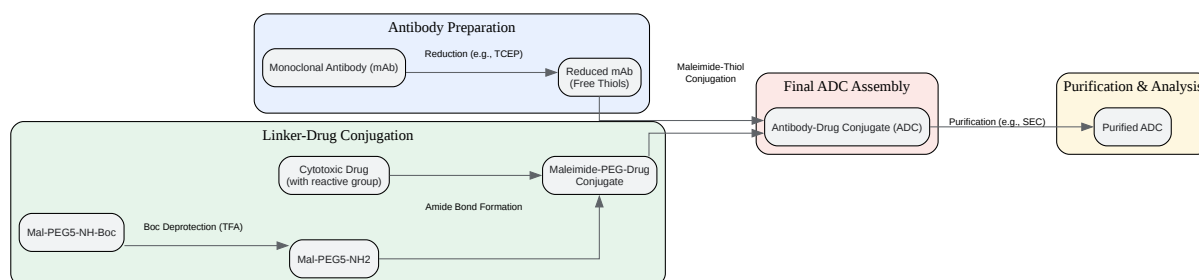 Antibody Preparation
Monoclonal Antibody (mAb)
Reduction (e.g., TCEP)
Reduced mAb
(Free Thiols)
Maleimide-Thiol
Conjugation
Linker-Drug Conjugation
Cytotoxic Drug
(with reactive group)
Maleimide-PEG-Drug
Conjugate
Amide Bond Formation
Mal-PEG5-NH-Boc
Boc Deprotection (TFA)
Mal-PEG5-NH2
Final ADC Assembly
Antibody-Drug Conjugate (ADC)
Purification (e.g., SEC)
Purification & Analysis
Purified ADC